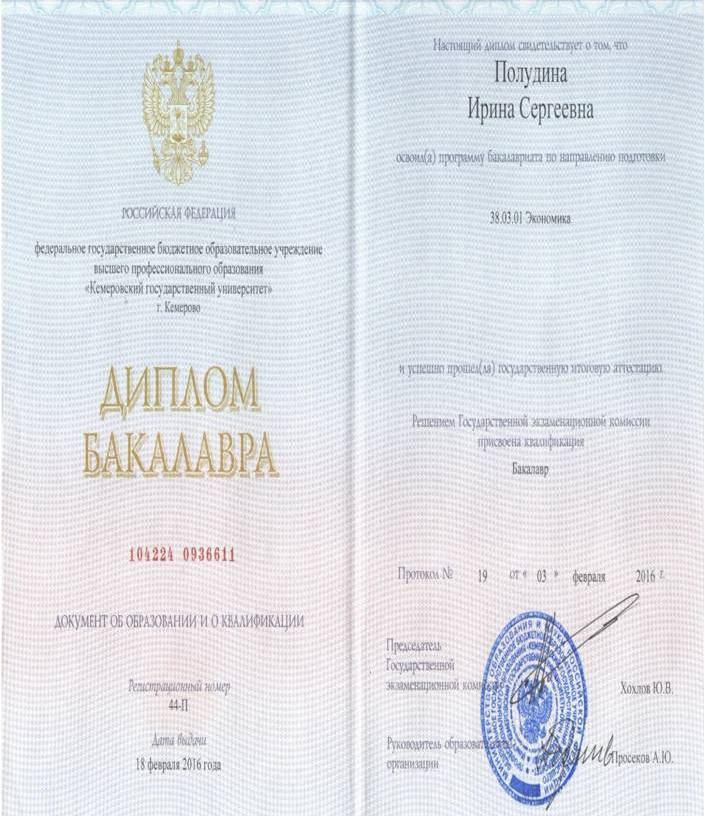 РОССИЙСКАЯ ФЕДЕРАЦИЯ
федеральное государственное бюджетное образовательное учреждение
высшего профессионального образования
«Кемеровский государственный университет»
г. Кемерово
ДИПЛОМ
БАКАЛАВРА
104224 0936611
ДОКУМЕНТ ОБ ОБРАЗОВАНИИ И О КВАЛИФИКАЦИИ
Регистрационный номер
44-П
Дата выдачи
18 февраля 2016 года
Настоящий диплом свидетельствует о том, что
Полудина
Ирина Сергеевна
освоил(а) программу бакалавриата по направлению подготовки
38.03.01 Экономика
и успешно прошел(ла) государственную итоговую аттестацию
Решением Государственной экзаменационной комиссии
присвоена квалификация
Бакалавр
Протокол № 19 от « 03 » февраля 2016 г.
Председатель
Государственной
экзаменационной комиссии Хохлов Ю.В.
Руководитель образовательной
организации Просеков А.Ю.